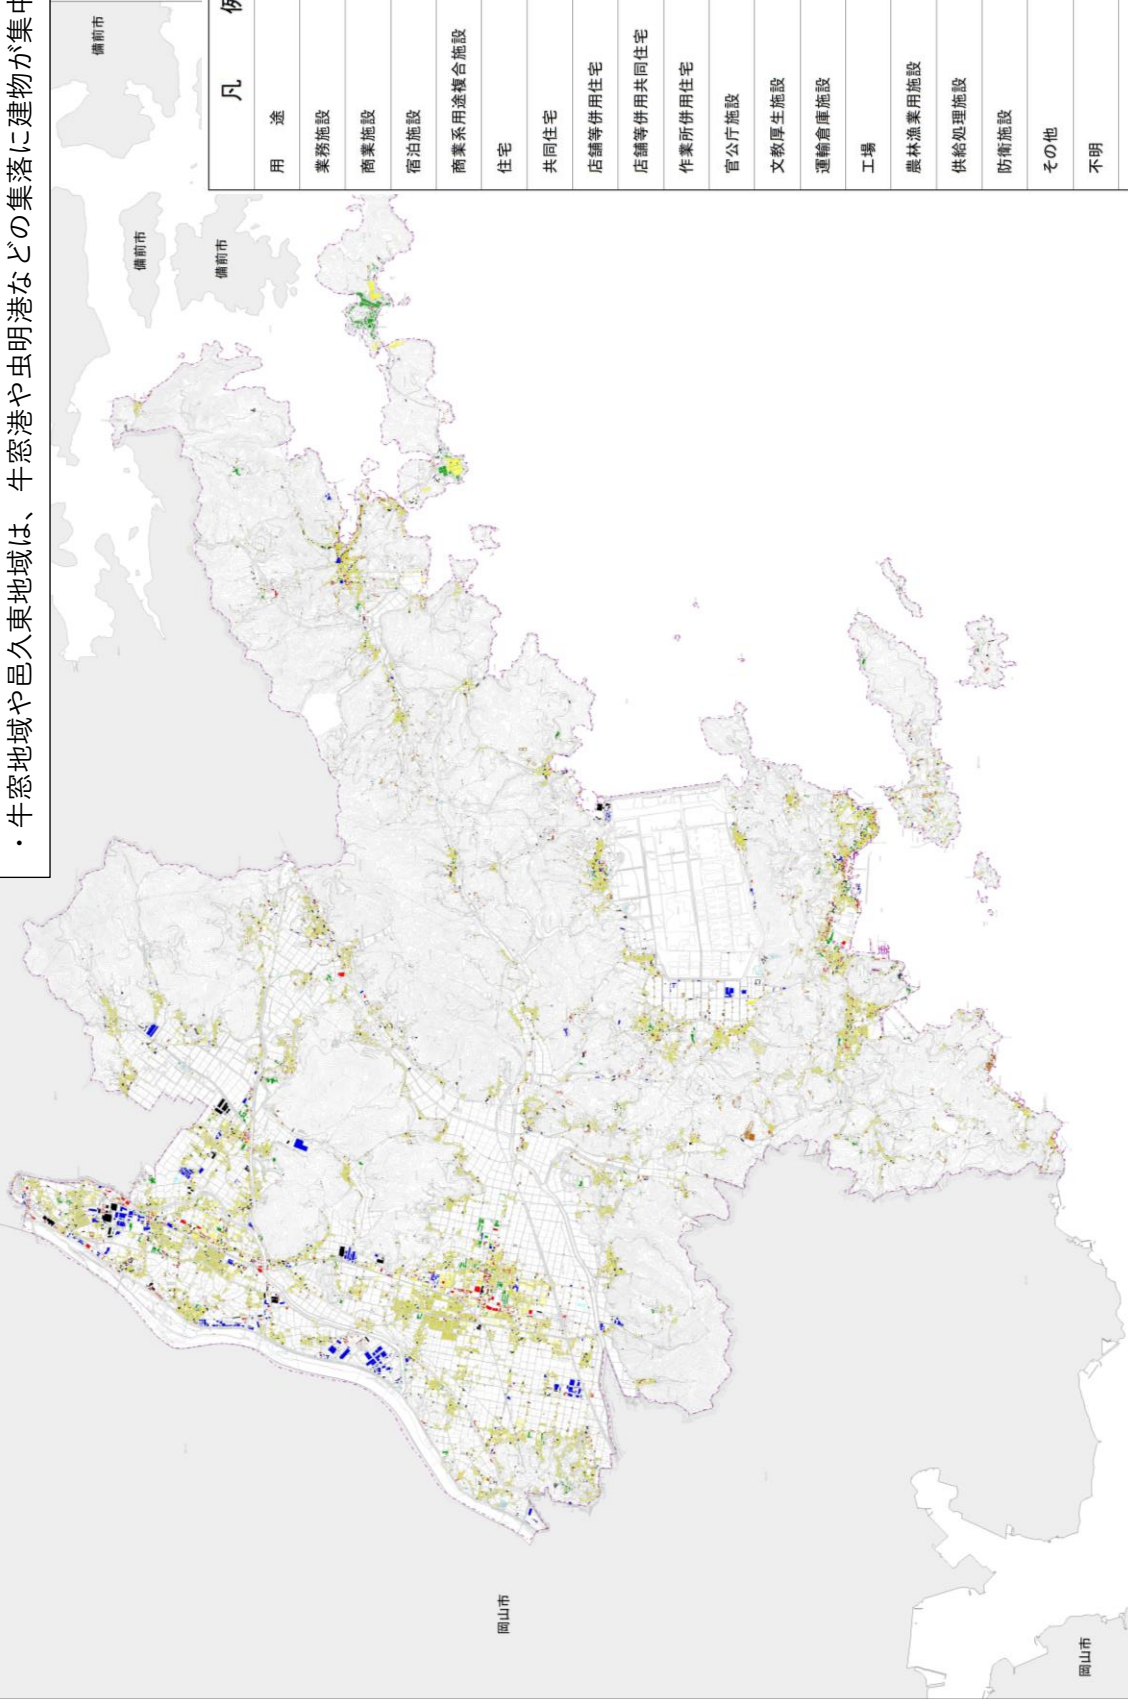 ・牛窓地域や邑久東地域は、牛窓港や虫明港などの集落に建物が集中
備前市
備前市
備前市
凡 例
用 途
業務施設
商業施設
宿泊施設
商業系用途複合施設
住宅
共同住宅
店舗等併用住宅
店舗等併用共同住宅
作業所併用住宅
官公庁施設
文教厚生施設
運輸倉庫施設
工場
農林漁業用施設
供給処理施設
防衛施設
その他
不明
岡山市
岡山市